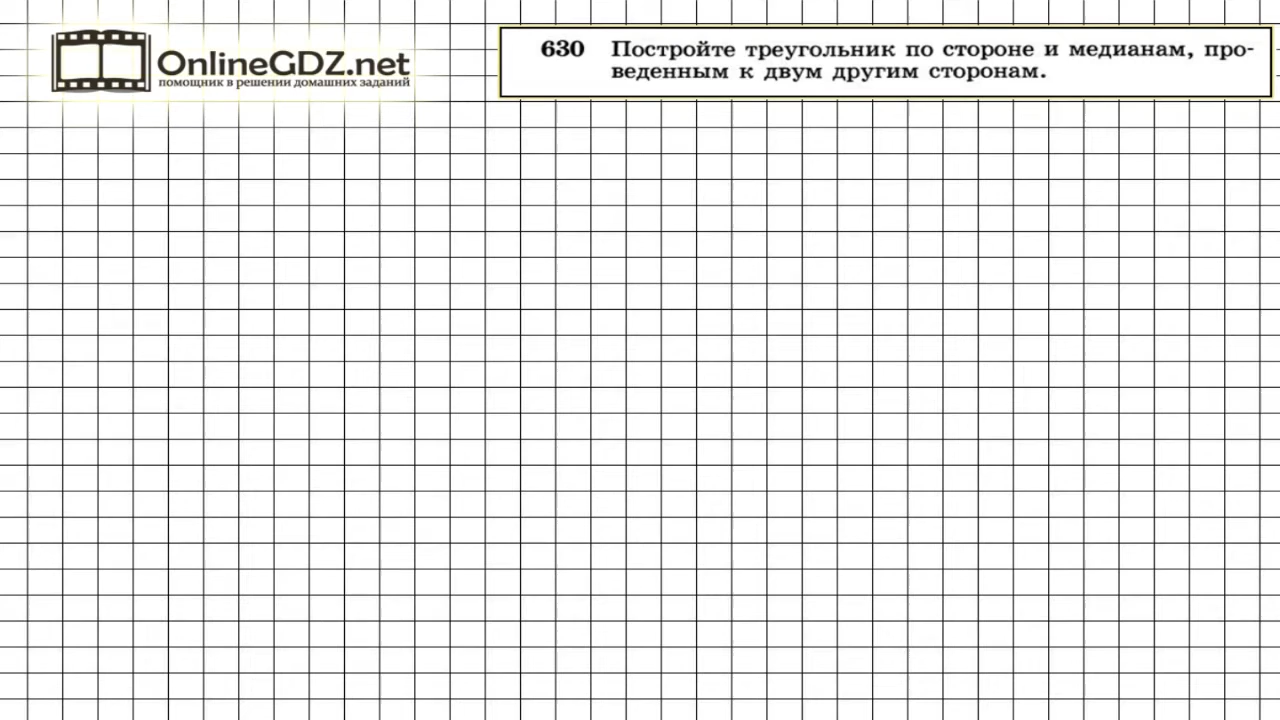 OnlineGDZ.net
помощник в решении домашних заданий
630 Постройте треугольник по стороне и медианам, про-
веденным к двум другим сторонам.